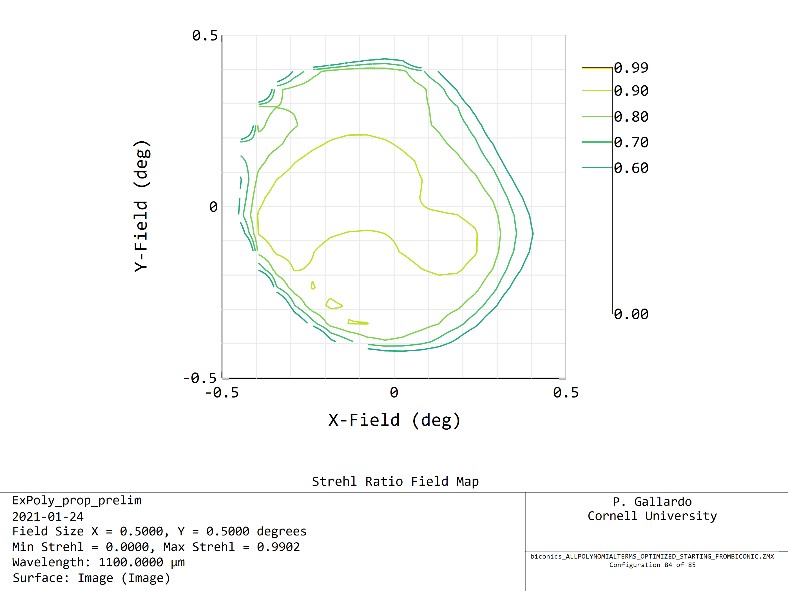 0.5
0
-0.5
-0.5
0
0.5
Y-Field (deg)
X-Field (deg)
0.99
0.90
0.80
0.70
0.60
0.00
Strehl Ratio Field Map
ExPoly_prop_prelim
2021-01-24
Field Size X = 0.5000, Y = 0.5000 degrees
Min Strehl = 0.0000, Max Strehl = 0.9902
Wavelength: 1100.0000 µm
Surface: Image (Image)
P. Gallardo
Cornell University
biconics_ALLPOLYNOMIALTERMS_OPTIMIZED_STARTING_FROMBICONIC.ZMX
Configuration 84 of 85